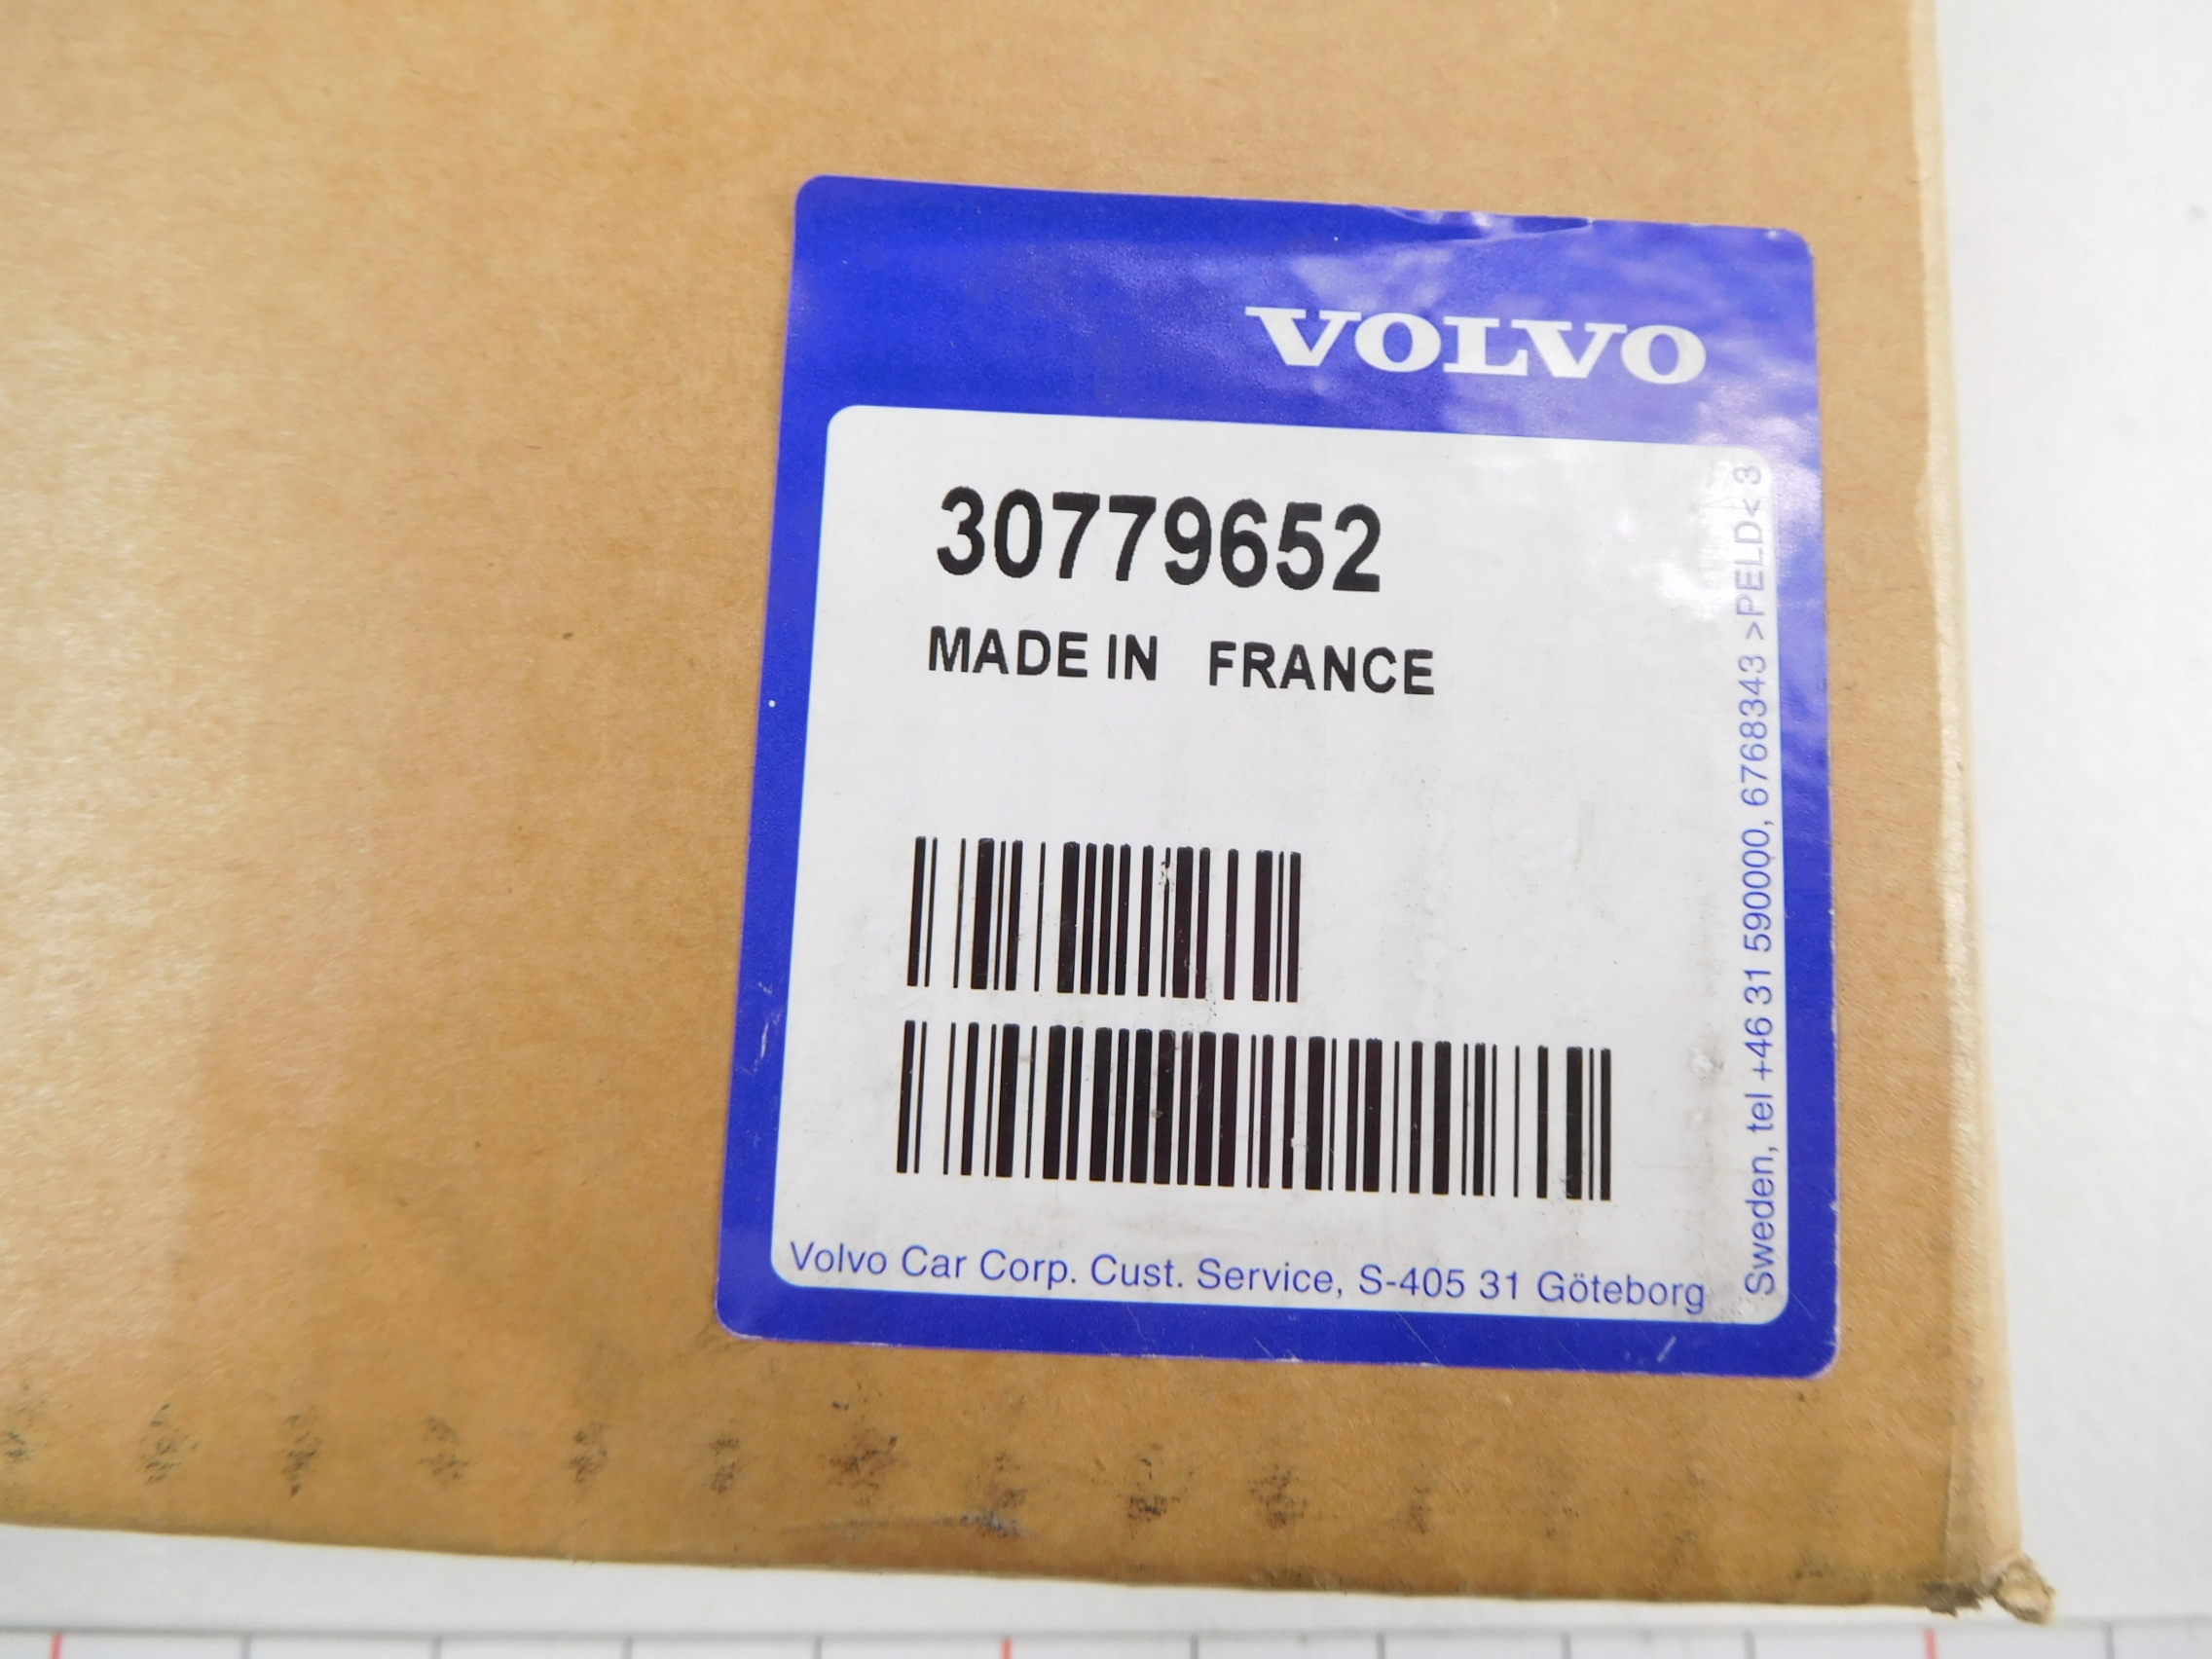 VOLVO
30779652
MADE IN FRANCE
Volvo Car Corp. Cust. Service, S-405 31 Göteborg
Sweden, tel +46 31 590000, 6768343 >PELD< 3